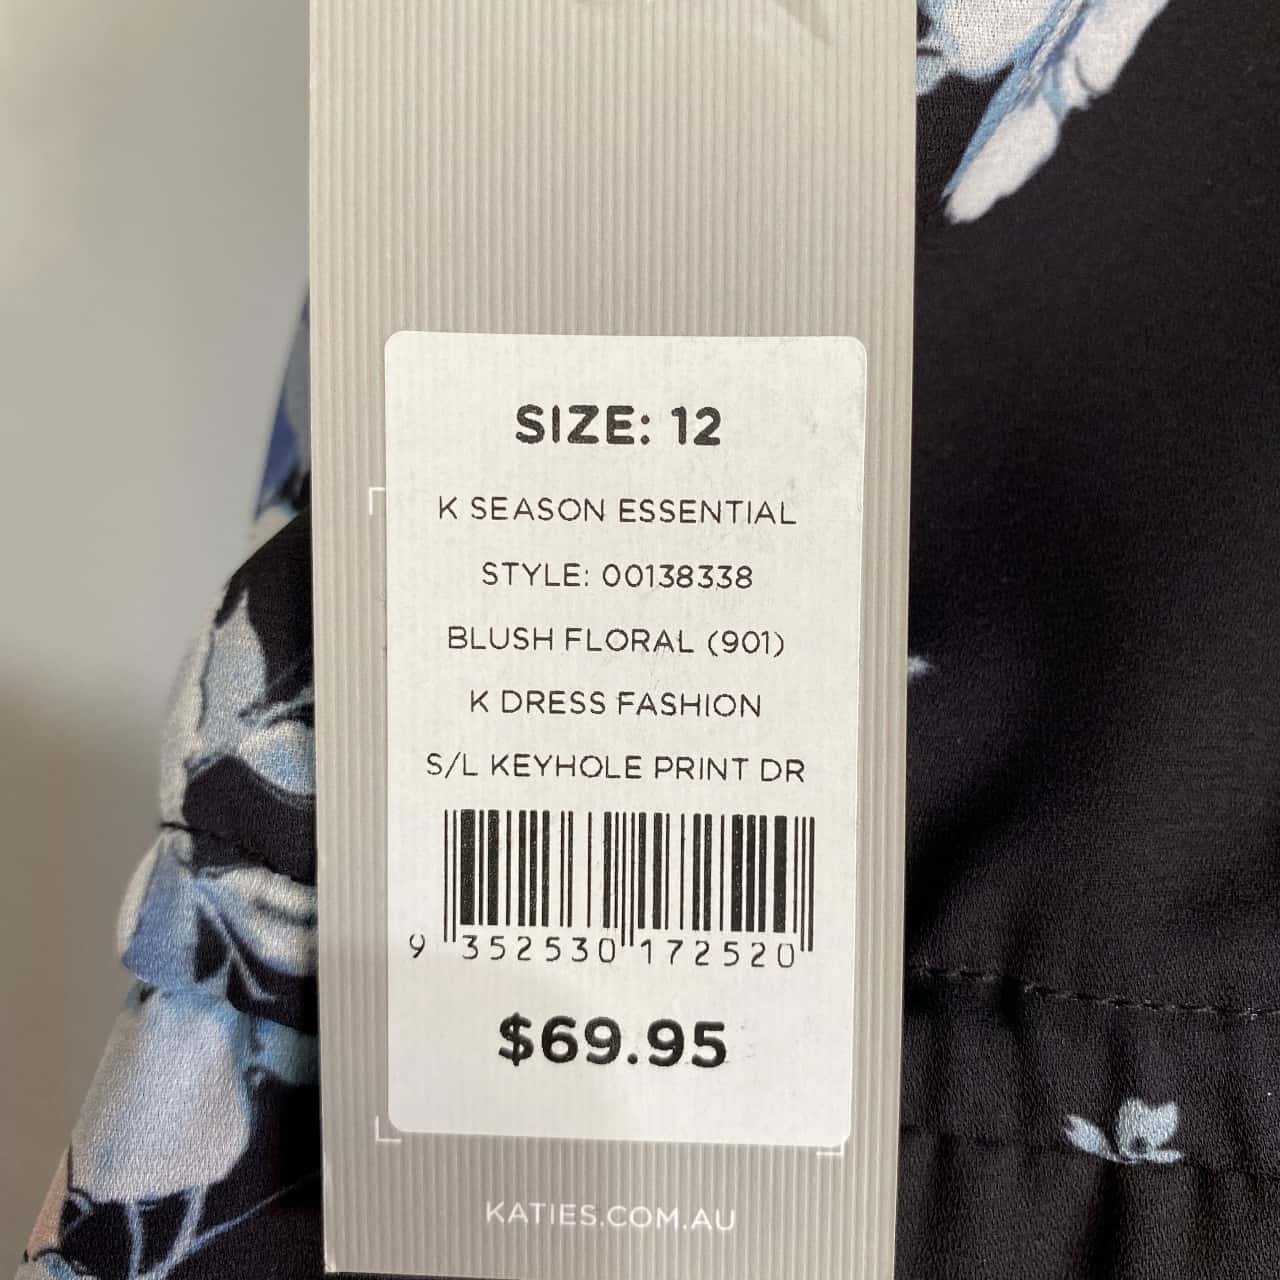 SIZE: 12
K SEASON ESSENTIAL
STYLE: 00138338
BLUSH FLORAL (901)
K DRESS FASHION
S/L KEYHOLE PRINT DR
9 352530 172520
$69.95
KATIES.COM.AU